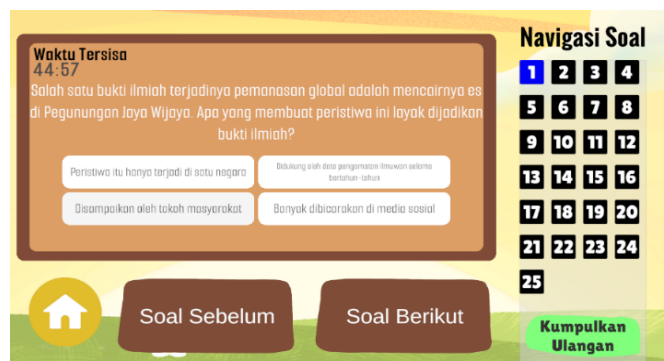 Waktu Tersisa
44:57
Salah satu bukti ilmiah terjadinya pemanasan global adalah mencairnya es
di Pegunungan Jaya Wijaya. Apa yang membuat peristiwa ini layak dijadikan
bukti ilmiah?
Peristiwa itu hanya terjadi di satu negara
Didukung oleh data pengamatan ilmuwan selama
bertahun-tahun
Disampaikan oleh tokoh masyarakat
Banyak dibicarakan di media sosial
Soal Sebelum
Soal Berikut
Navigasi Soal
1 2 3 4
5 6 7 8
9 10 11 12
13 14 15 16
17 18 19 20
21 22 23 24
25
Kumpulkan
Ulangan